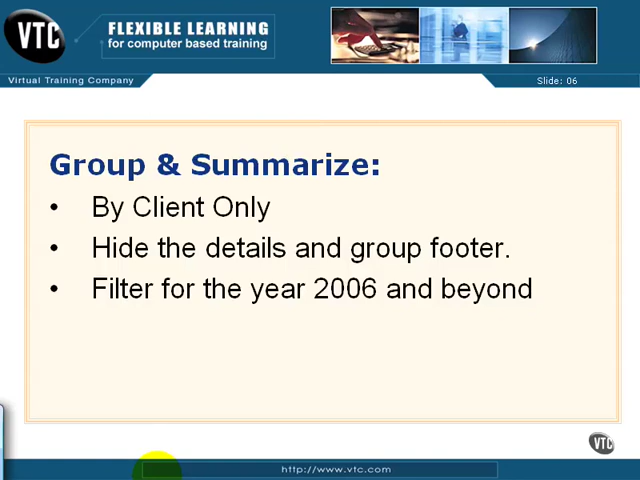 VTC
FLEXIBLE LEARNING
for computer based training
Virtual Training Company
Slide: 06
Group & Summarize:
• By Client Only
• Hide the details and group footer.
• Filter for the year 2006 and beyond
VTC
http://www.vtc.com